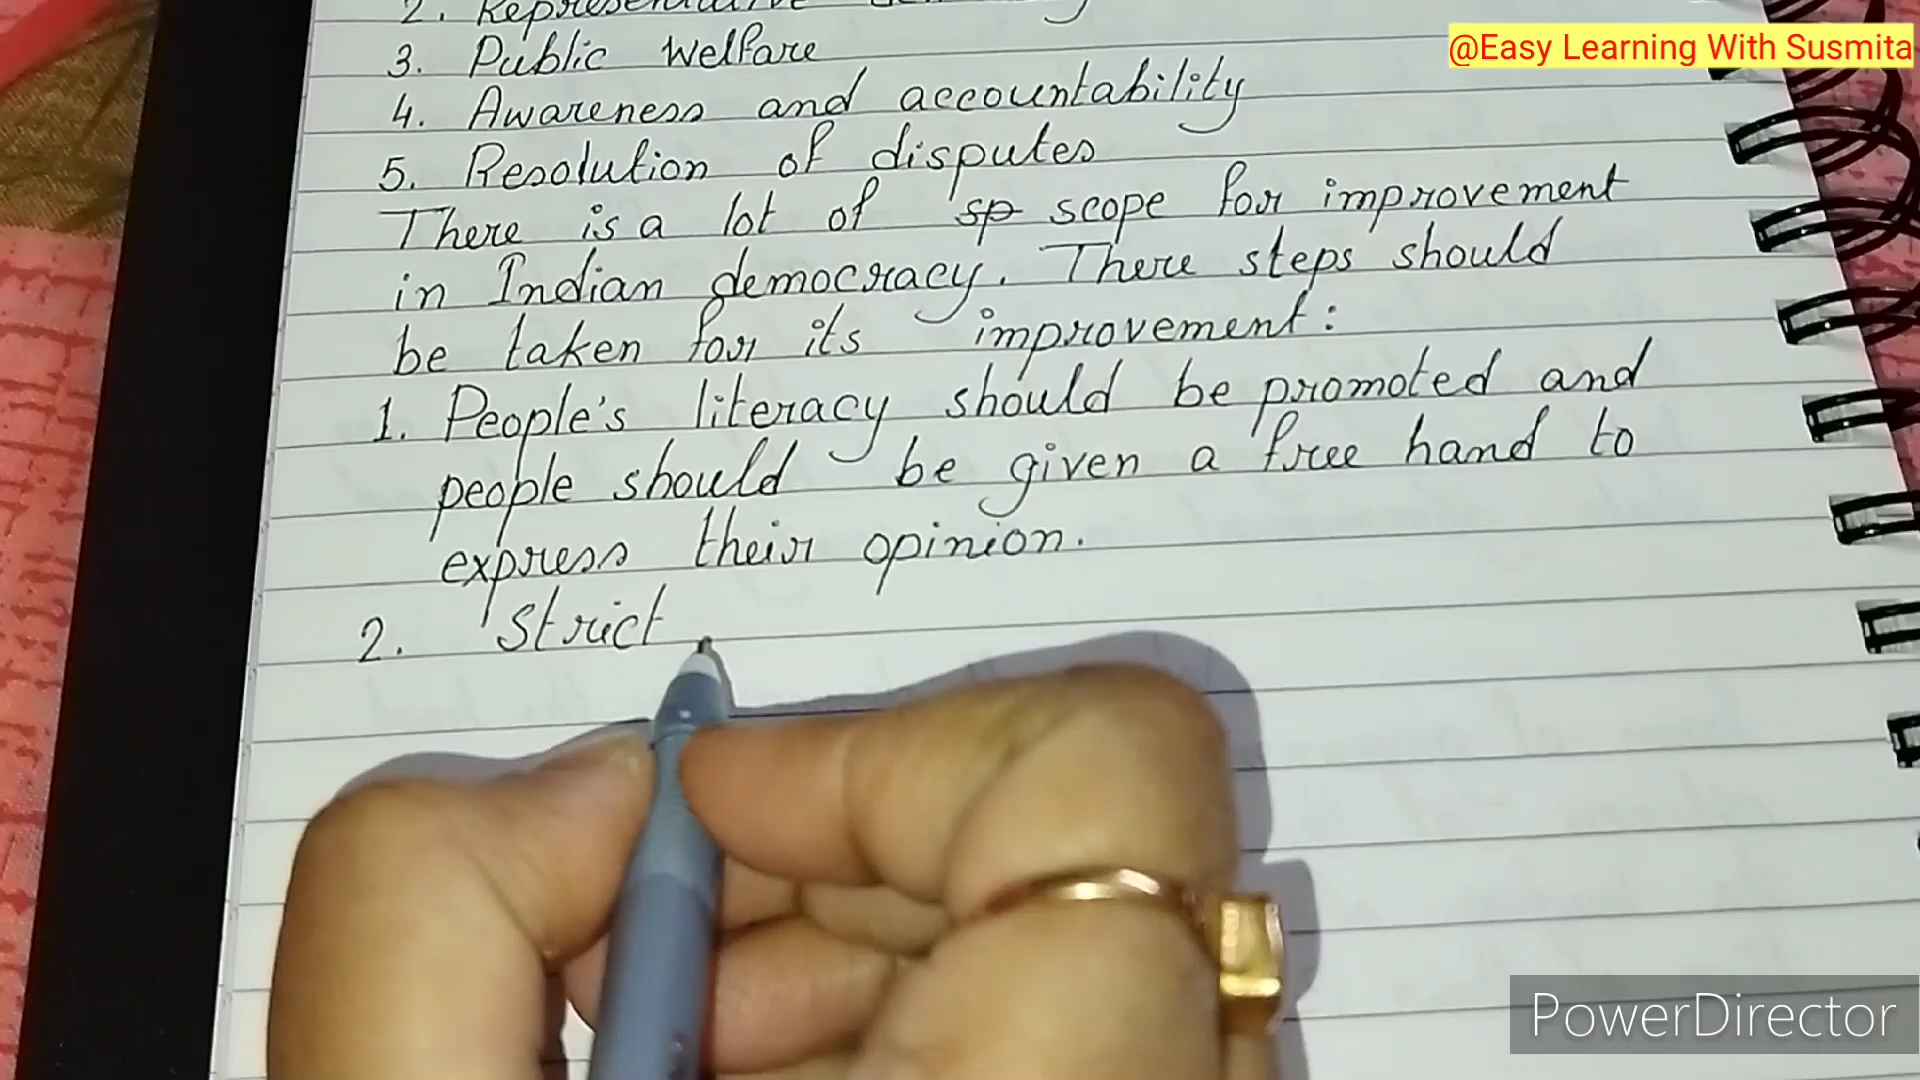 2. Representative
3. Public Welfare
4. Awareness and accountability
5. Resolution of disputes
There is a lot of sp scope for improvement
in Indian democracy. There steps should
be taken for its improvement:
1. People's literacy should be promoted and
people should be given a free hand to
express their opinion.
2. Strict
@Easy Learning With Susmita
PowerDirector